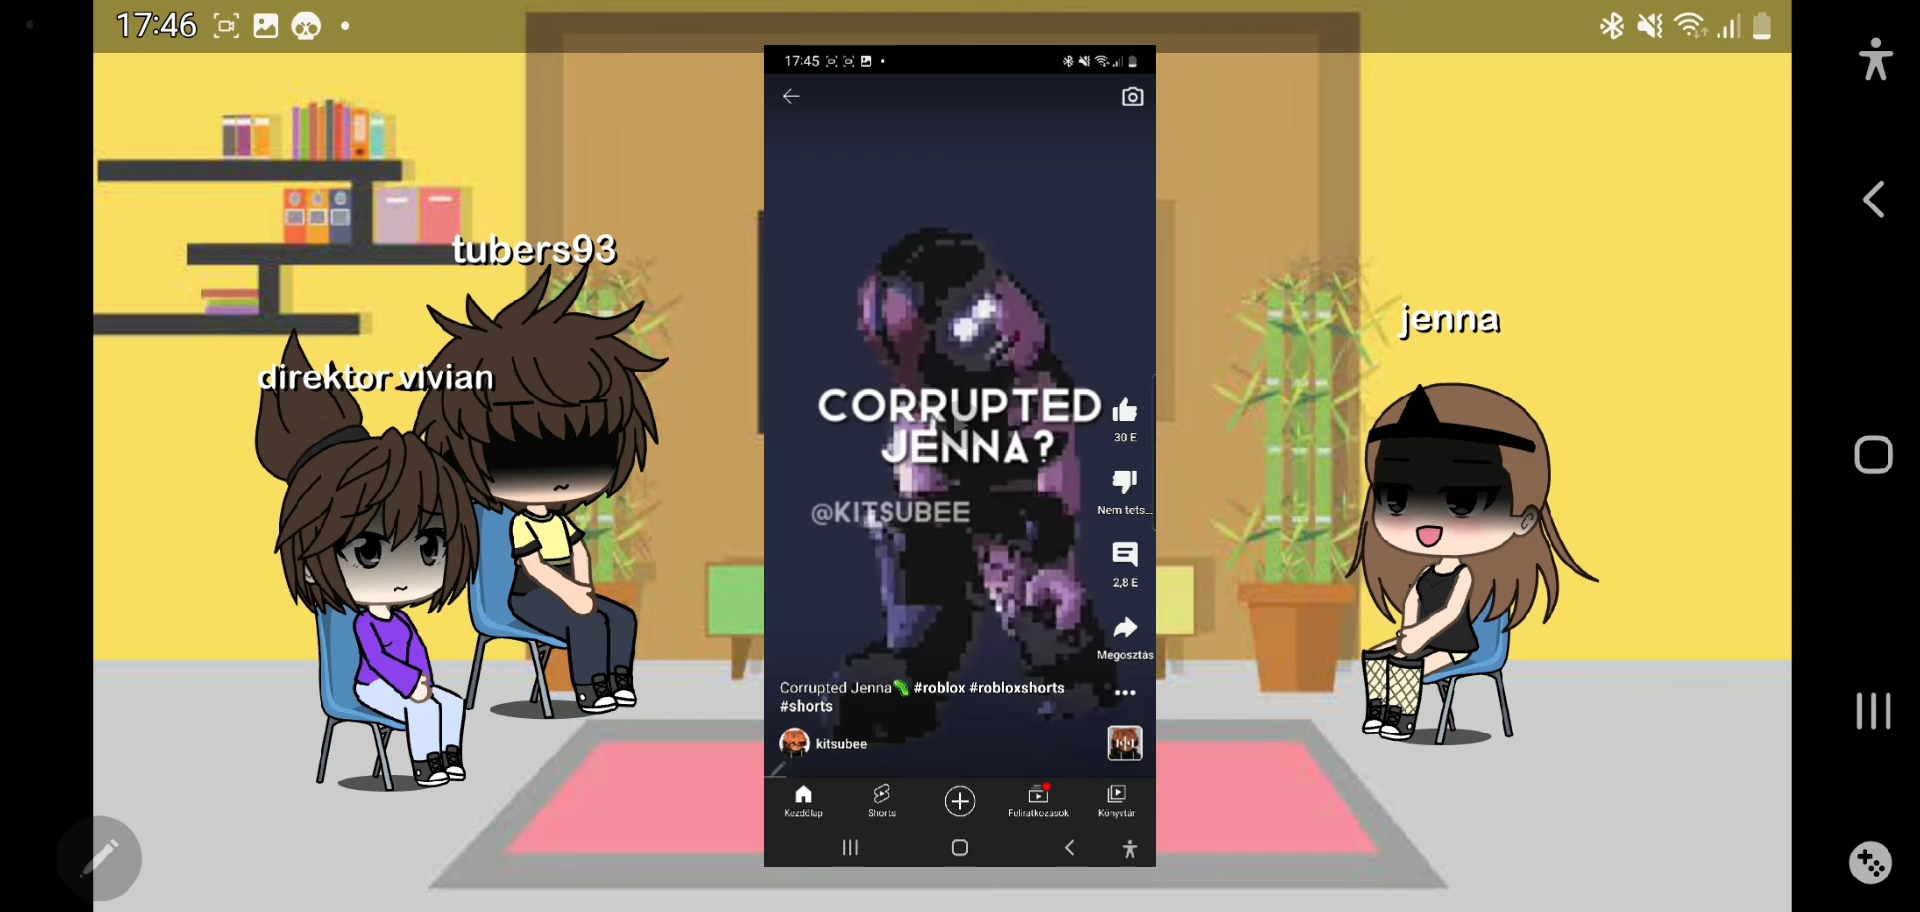 17:46
17:45
tubers93
direktor vivian
jenna
CORRUPTED
JENNA?
@KITSUBEE
30 E
Nem tets...
2,8 E
Megosztás
Corrupted Jenna #roblox #robloxshorts
#shorts
kitsubee
Kezdőlap
Shorts
Feliratkozások
Könyvtár